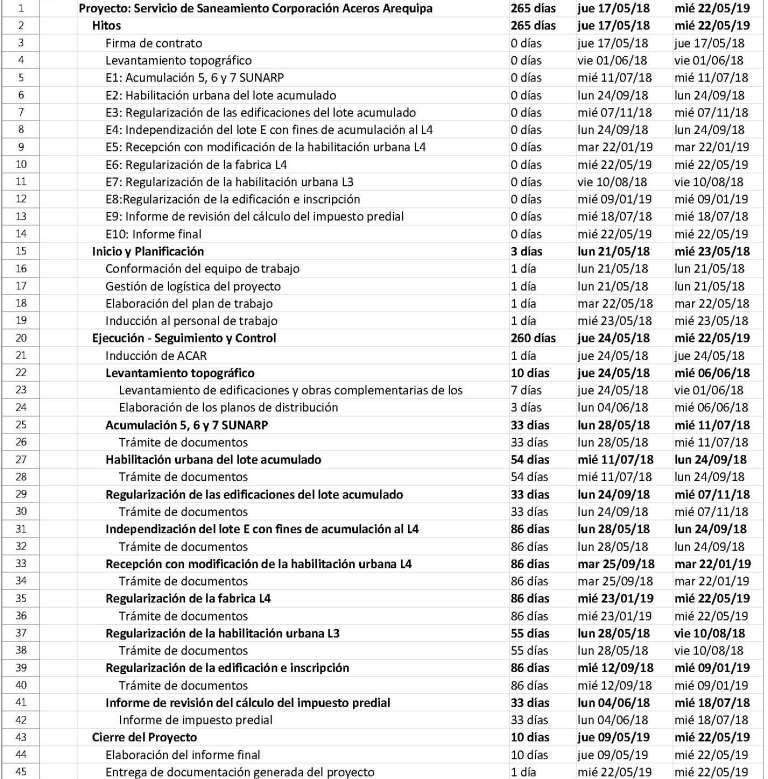 1 Proyecto: Servicio de Saneamiento Corporación Aceros Arequipa 265 días jue 17/05/18 mié 22/05/19
2 Hitos 265 días jue 17/05/18 mié 22/05/19
3 Firma de contrato 0 días jue 17/05/18 jue 17/05/18
4 Levantamiento topográfico 0 días vie 01/06/18 vie 01/06/18
5 E1: Acumulación 5, 6 y 7 SUNARP 0 días mié 11/07/18 mié 11/07/18
6 E2: Habilitación urbana del lote acumulado 0 días lun 24/09/18 lun 24/09/18
7 E3: Regularización de las edificaciones del lote acumulado 0 días mié 07/11/18 mié 07/11/18
8 E4: Independización del lote E con fines de acumulación al L4 0 días lun 24/09/18 lun 24/09/18
9 E5: Recepción con modificación de la habilitación urbana L4 0 días mar 22/01/19 mar 22/01/19
10 E6: Regularización de la fabrica L4 0 días mié 22/05/19 mié 22/05/19
11 E7: Regularización de la habilitación urbana L3 0 días vie 10/08/18 vie 10/08/18
12 E8:Regularización de la edificación e inscripción 0 días mié 09/01/19 mié 09/01/19
13 E9: Informe de revisión del cálculo del impuesto predial 0 días mié 18/07/18 mié 18/07/18
14 E10: Informe final 0 días mié 22/05/19 mié 22/05/19
15 Inicio y Planificación 3 días lun 21/05/18 mié 23/05/18
16 Conformación del equipo de trabajo 1 día lun 21/05/18 lun 21/05/18
17 Gestión de logística del proyecto 1 día lun 21/05/18 lun 21/05/18
18 Elaboración del plan de trabajo 1 día mar 22/05/18 mar 22/05/18
19 Inducción al personal de trabajo 1 día mié 23/05/18 mié 23/05/18
20 Ejecución - Seguimiento y Control 260 días jue 24/05/18 mié 22/05/19
21 Inducción de ACAR 1 día jue 24/05/18 jue 24/05/18
22 Levantamiento topográfico 10 días jue 24/05/18 mié 06/06/18
23 Levantamiento de edificaciones y obras complementarias de los 7 días jue 24/05/18 vie 01/06/18
24 Elaboración de los planos de distribución 3 días lun 04/06/18 mié 06/06/18
25 Acumulación 5, 6 y 7 SUNARP 33 días lun 28/05/18 mié 11/07/18
26 Trámite de documentos 33 días lun 28/05/18 mié 11/07/18
27 Habilitación urbana del lote acumulado 54 días mié 11/07/18 lun 24/09/18
28 Trámite de documentos 54 días mié 11/07/18 lun 24/09/18
29 Regularización de las edificaciones del lote acumulado 33 días lun 24/09/18 mié 07/11/18
30 Trámite de documentos 33 días lun 24/09/18 mié 07/11/18
31 Independización del lote E con fines de acumulación al L4 86 días lun 28/05/18 lun 24/09/18
32 Trámite de documentos 86 días lun 28/05/18 lun 24/09/18
33 Recepción con modificación de la habilitación urbana L4 86 días mar 25/09/18 mar 22/01/19
34 Trámite de documentos 86 días mar 25/09/18 mar 22/01/19
35 Regularización de la fabrica L4 86 días mié 23/01/19 mié 22/05/19
36 Trámite de documentos 86 días mié 23/01/19 mié 22/05/19
37 Regularización de la habilitación urbana L3 55 días lun 28/05/18 vie 10/08/18
38 Trámite de documentos 55 días lun 28/05/18 vie 10/08/18
39 Regularización de la edificación e inscripción 86 días mié 12/09/18 mié 09/01/19
40 Trámite de documentos 86 días mié 12/09/18 mié 09/01/19
41 Informe de revisión del cálculo del impuesto predial 33 días lun 04/06/18 mié 18/07/18
42 Informe de impuesto predial 33 días lun 04/06/18 mié 18/07/18
43 Cierre del Proyecto 10 días jue 09/05/19 mié 22/05/19
44 Elaboración del informe final 10 días jue 09/05/19 mié 22/05/19
45 Entrega de documentación generada del proyecto 1 día mié 22/05/19 mié 22/05/19